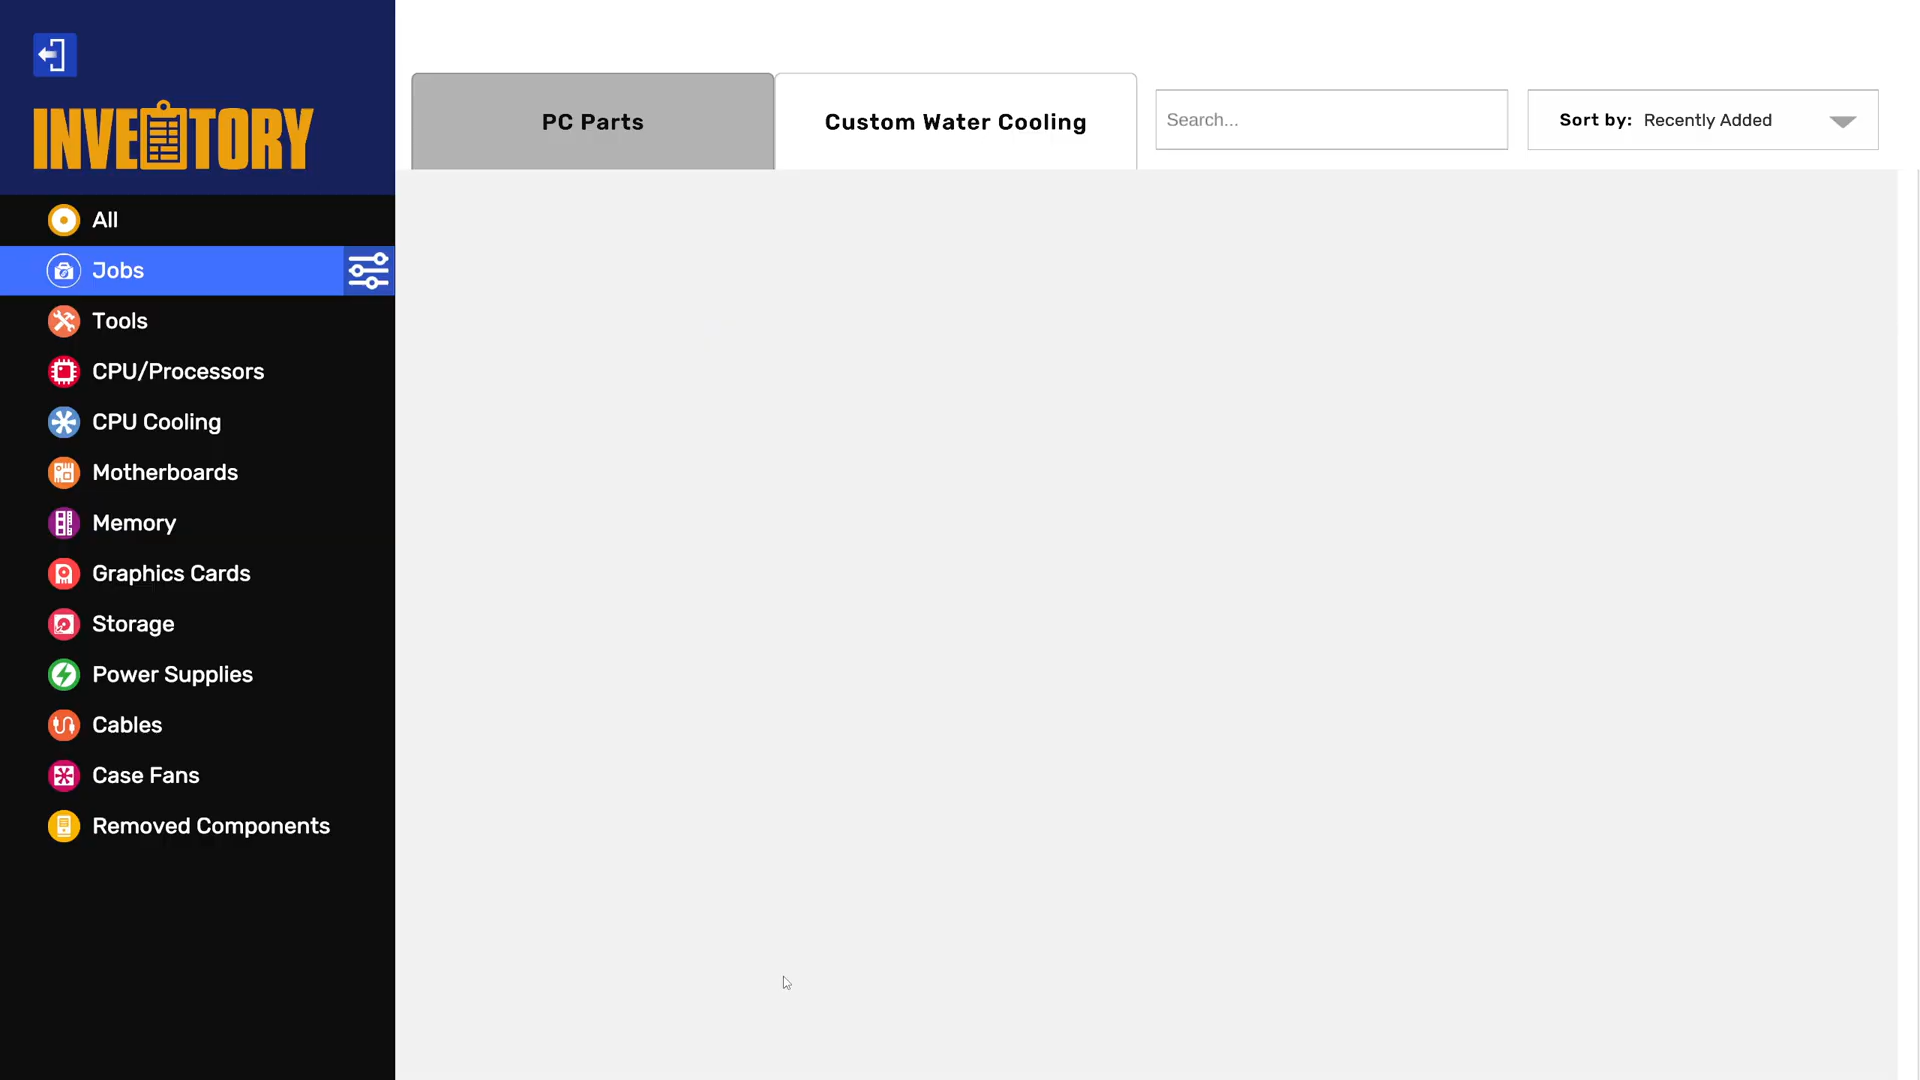 INVENTORY
PC Parts
Custom Water Cooling
Search...
Sort by: Recently Added
All
Jobs
Tools
CPU/Processors
CPU Cooling
Motherboards
Memory
Graphics Cards
Storage
Power Supplies
Cables
Case Fans
Removed Components